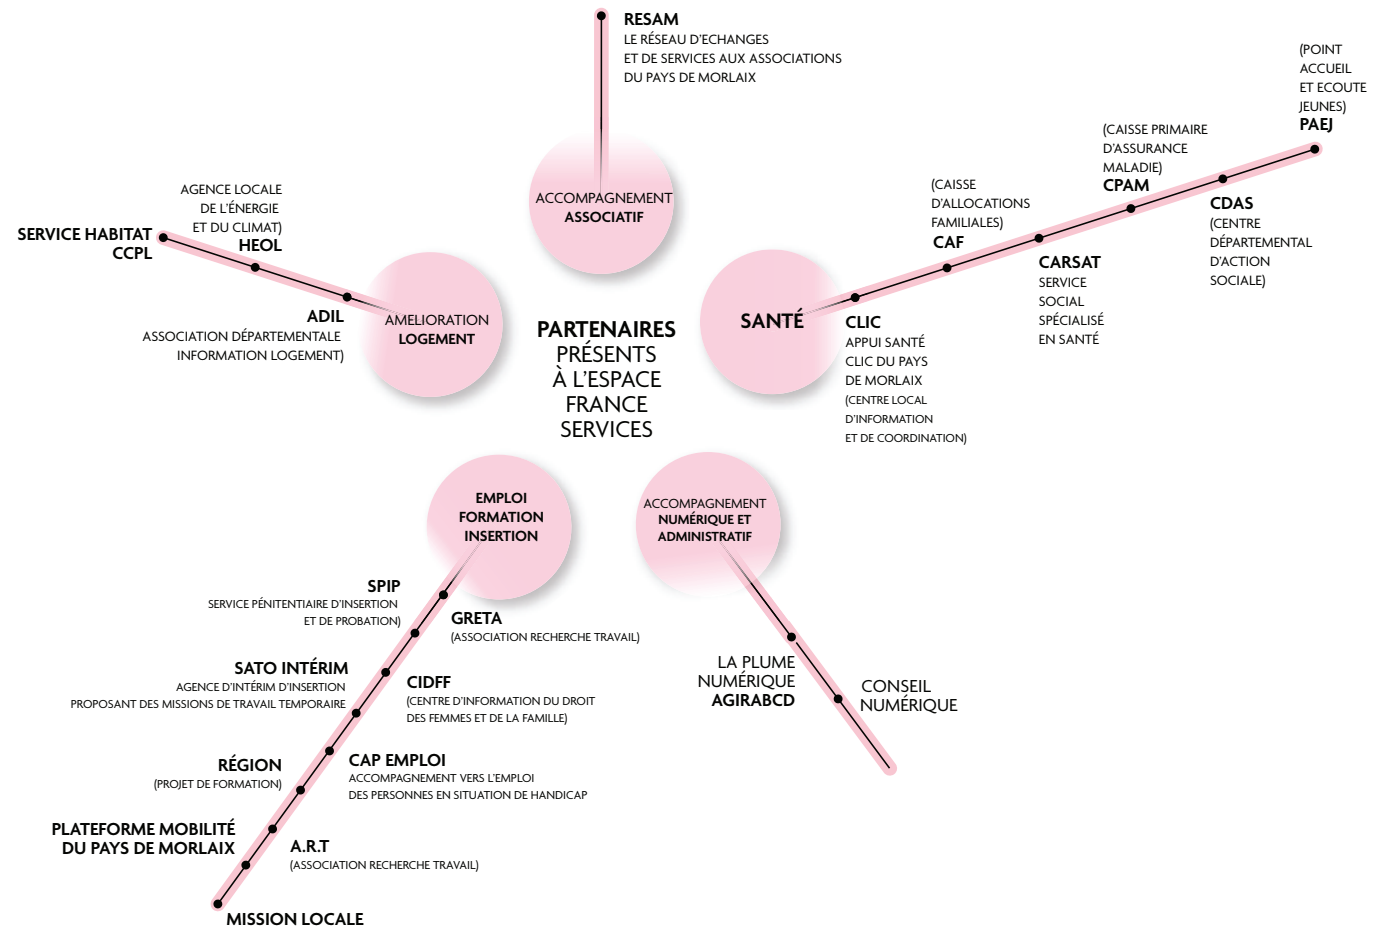 RESAM
LE RÉSEAU D'ECHANGES
ET DE SERVICES AUX ASSOCIATIONS
DU PAYS DE MORLAIX
ACCOMPAGNEMENT
ASSOCIATIF
SERVICE HABITAT
CCPL
AGENCE LOCALE
DE L'ÉNERGIE
ET DU CLIMAT)
HEOL
ADIL
ASSOCIATION DÉPARTEMENTALE
INFORMATION LOGEMENT)
AMELIORATION
LOGEMENT
PARTENAIRES
PRÉSENTS
À L'ESPACE
FRANCE
SERVICES
SANTÉ
CLIC
APPUI SANTÉ
CLIC DU PAYS
DE MORLAIX
(CENTRE LOCAL
D'INFORMATION
ET DE COORDINATION)
(CAISSE
D'ALLOCATIONS
FAMILIALES)
CAF
CARSAT
SERVICE
SOCIAL
SPÉCIALISÉ
EN SANTÉ
(CAISSE PRIMAIRE
D'ASSURANCE
MALADIE)
CPAM
CDAS
(CENTRE
DÉPARTEMENTAL
D'ACTION
SOCIALE)
(POINT
ACCUEIL
ET ECOUTE
JEUNES)
PAEJ
EMPLOI
FORMATION
INSERTION
SPIP
SERVICE PÉNITENTIAIRE D'INSERTION
ET DE PROBATION)
GRETA
(ASSOCIATION RECHERCHE TRAVAIL)
SATO INTÉRIM
AGENCE D'INTÉRIM D'INSERTION
PROPOSANT DES MISSIONS DE TRAVAIL TEMPORAIRE
CIDFF
(CENTRE D'INFORMATION DU DROIT
DES FEMMES ET DE LA FAMILLE)
RÉGION
(PROJET DE FORMATION)
CAP EMPLOI
ACCOMPAGNEMENT VERS L'EMPLOI
DES PERSONNES EN SITUATION DE HANDICAP
PLATEFORME MOBILITÉ
DU PAYS DE MORLAIX
A.R.T
(ASSOCIATION RECHERCHE TRAVAIL)
MISSION LOCALE
ACCOMPAGNEMENT
NUMÉRIQUE ET
ADMINISTRATIF
LA PLUME
NUMÉRIQUE
AGIRABCD
CONSEIL
NUMÉRIQUE